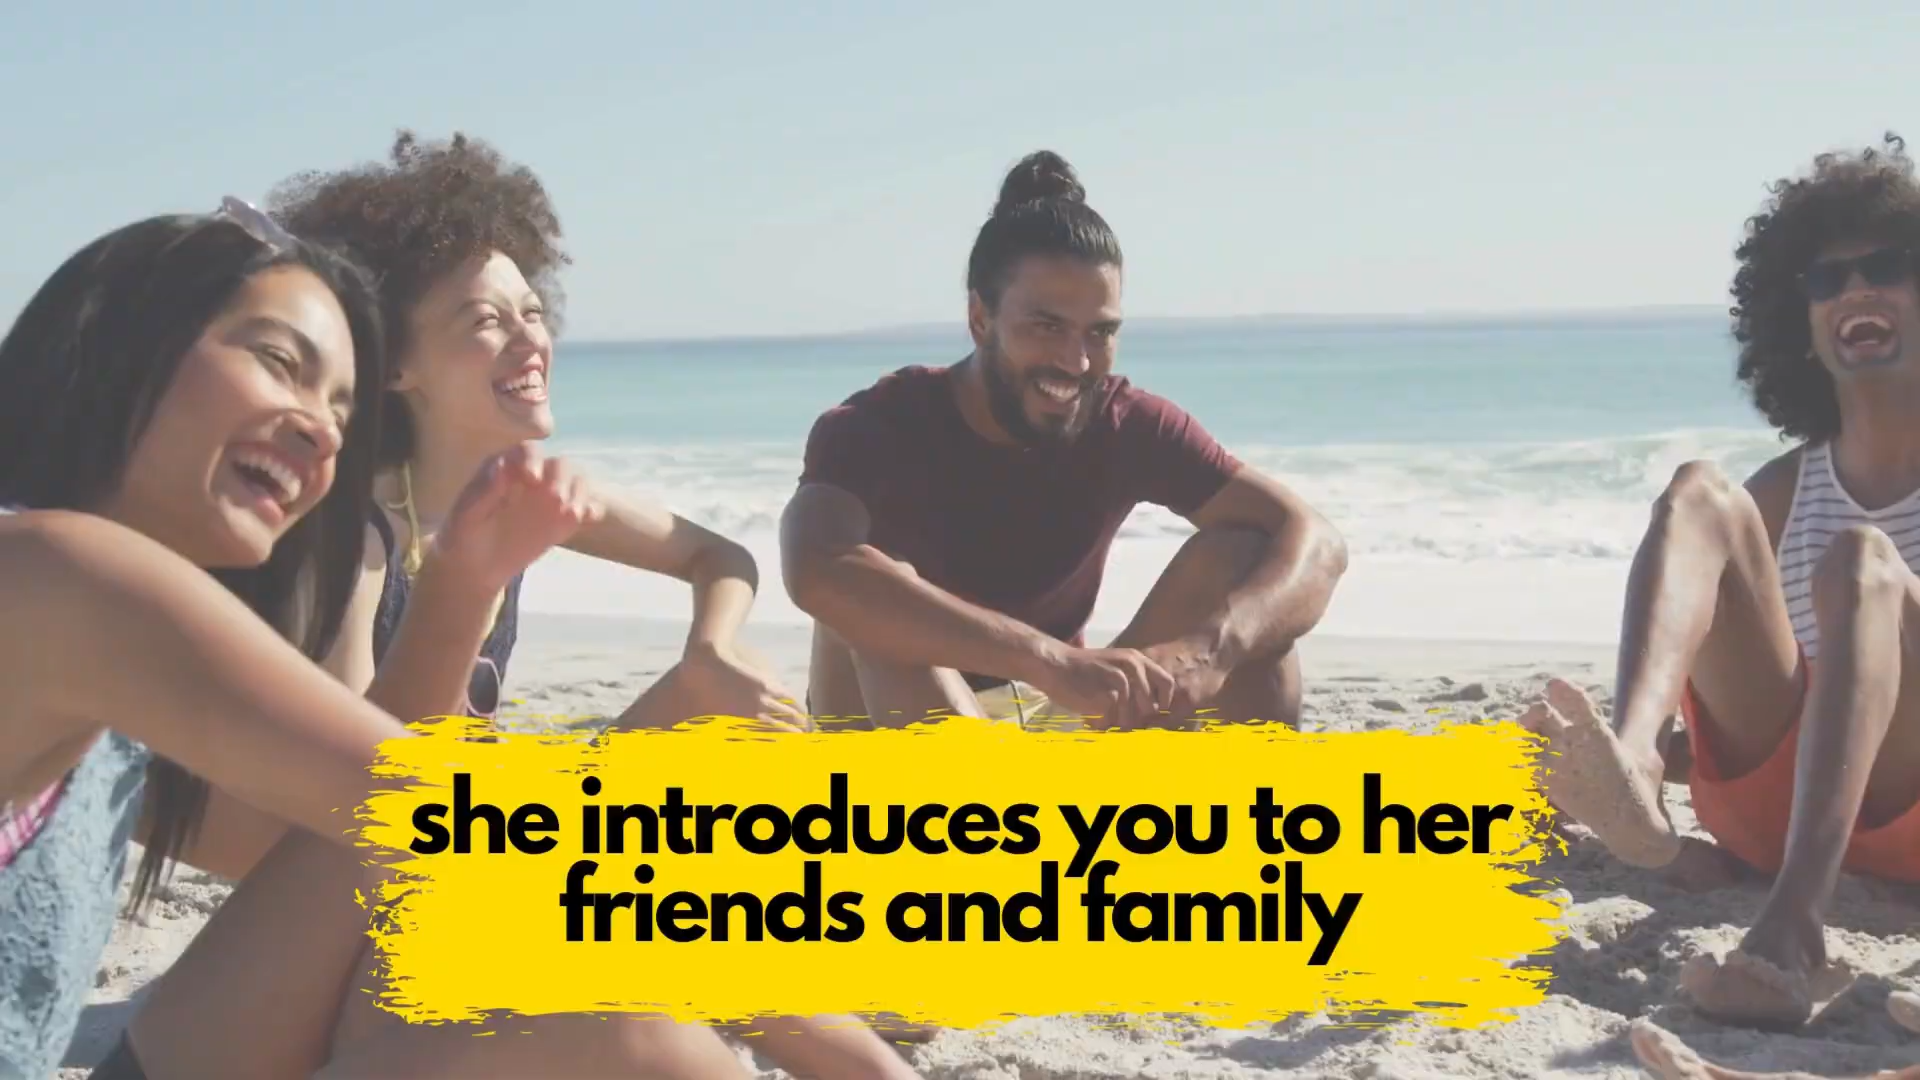 she introduces you to her
friends and family